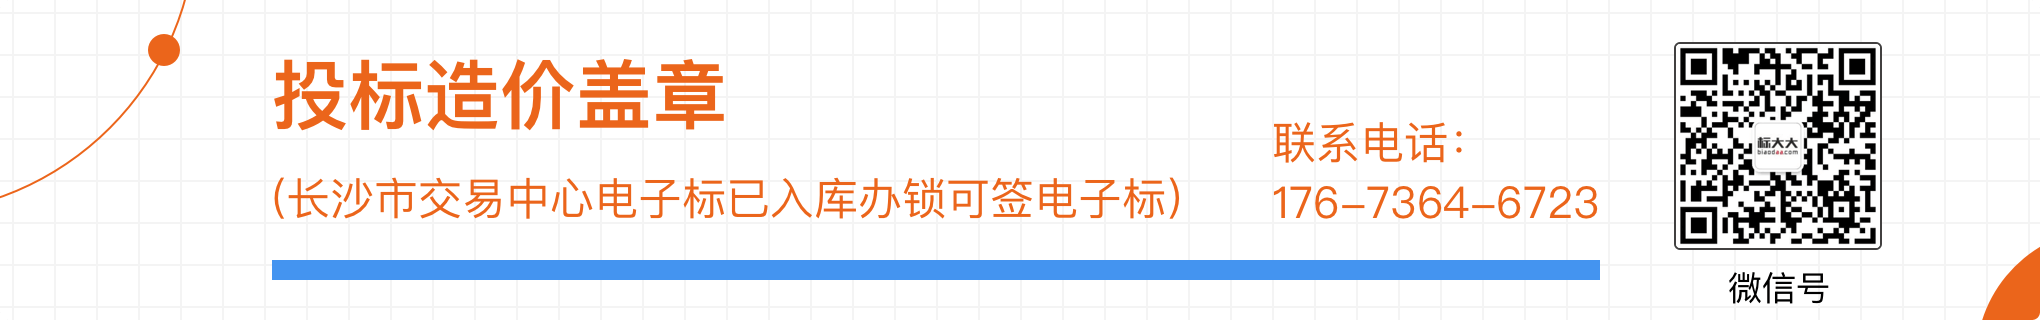 投标造价盖章
(长沙市交易中心电子标已入库办锁可签电子标)
联系电话:
176-7364-6723
标大大
biaodaa.com
微信号